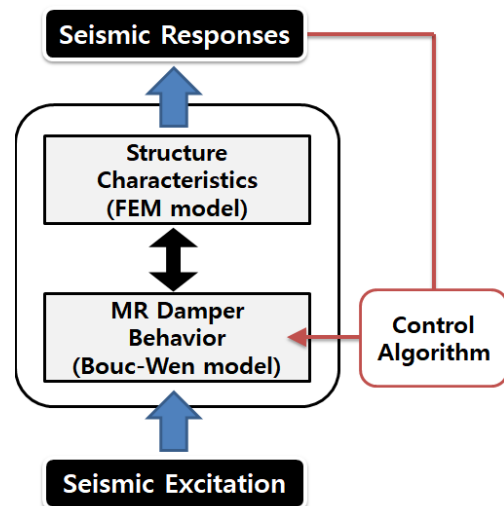 Seismic Responses
Structure
Characteristics
(FEM model)
MR Damper
Behavior
(Bouc-Wen model)
Control
Algorithm
Seismic Excitation